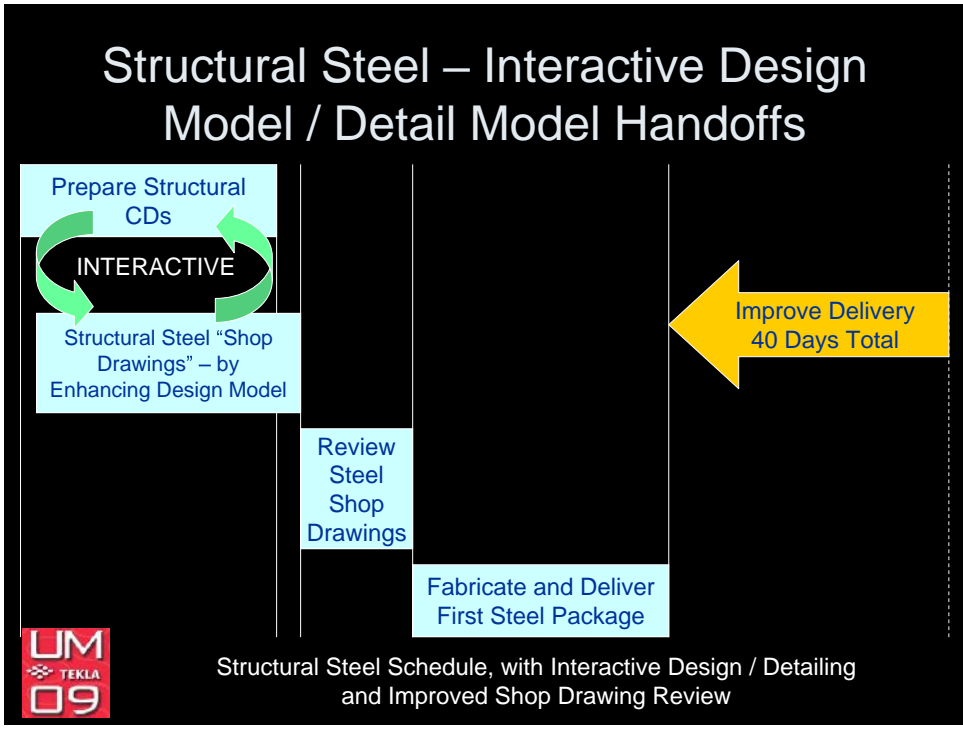 Structural Steel – Interactive Design
Model / Detail Model Handoffs
Prepare Structural
CDs
INTERACTIVE
Structural Steel “Shop
Drawings” – by
Enhancing Design Model
Improve Delivery
40 Days Total
Review
Steel
Shop
Drawings
Fabricate and Deliver
First Steel Package
UM
TEKLA
09
Structural Steel Schedule, with Interactive Design / Detailing
and Improved Shop Drawing Review